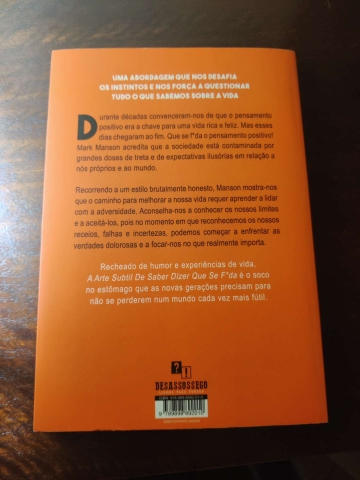 UMA ABORDAGEM QUE NOS DESAFIA
OS INSTINTOS E NOS FORÇA A QUESTIONAR
TUDO O QUE SABEMOS SOBRE A VIDA
Durante décadas convenceram-nos de que o pensamento
positivo era a chave para uma vida rica e feliz. Mas esses
dias chegaram ao fim. Que se f*da o pensamento positivo!
Mark Manson acredita que a sociedade está contaminada por
grandes doses de treta e de expectativas ilusórias em relação a
nós próprios e ao mundo.
Recorrendo a um estilo brutalmente honesto, Manson mostra-nos
que o caminho para melhorar a nossa vida requer aprender a lidar
com a adversidade. Aconselha-nos a conhecer os nossos limites
e a aceitá-los, pois no momento em que reconhecemos os nossos
receios, falhas e incertezas, podemos começar a enfrentar as
verdades dolorosas e a focar-nos no que realmente importa.
Recheado de humor e experiências de vida,
A Arte Subtil De Saber Dizer Que Se F*da é o soco
no estômago que as novas gerações precisam para
não se perderem num mundo cada vez mais fútil.
?!
DESASSOSSEGO